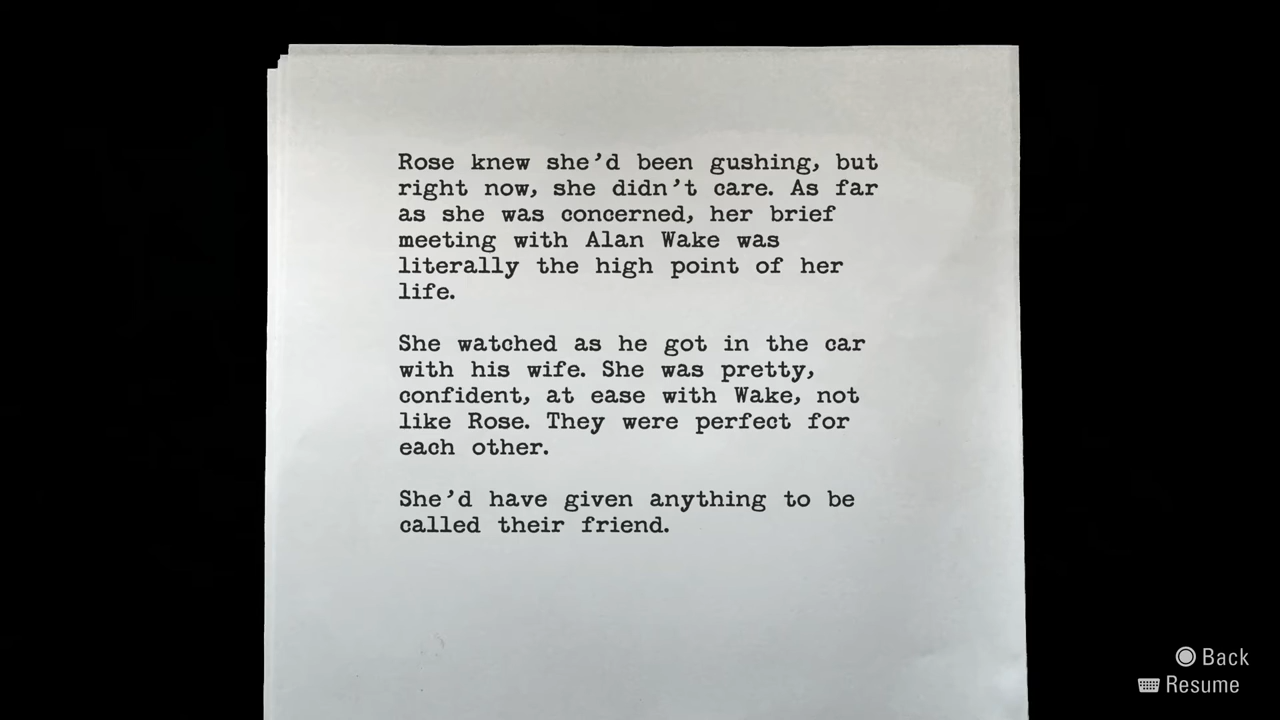 Rose knew she’d been gushing, but
right now, she didn’t care. As far
as she was concerned, her brief
meeting with Alan Wake was
literally the high point of her
life.
She watched as he got in the car
with his wife. She was pretty,
confident, at ease with Wake, not
like Rose. They were perfect for
each other.
She’d have given anything to be
called their friend.
Back
Resume